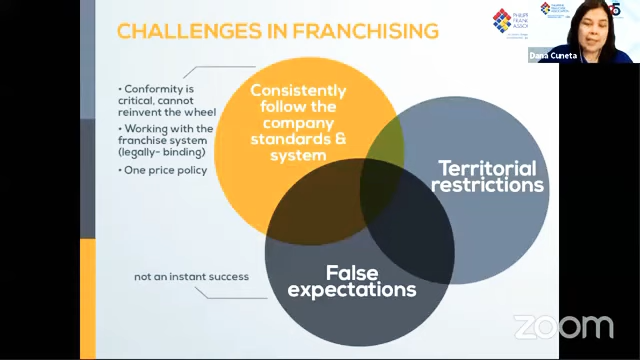 CHALLENGES IN FRANCHISING
Dana Cuneta
• Conformity is
critical, cannot
reinvent the wheel
• Working with the
franchise system
(legally- binding)
• One price policy
Consistently
follow the
company
standards &
system
Territorial
restrictions
not an instant success
False
expectations
zoom